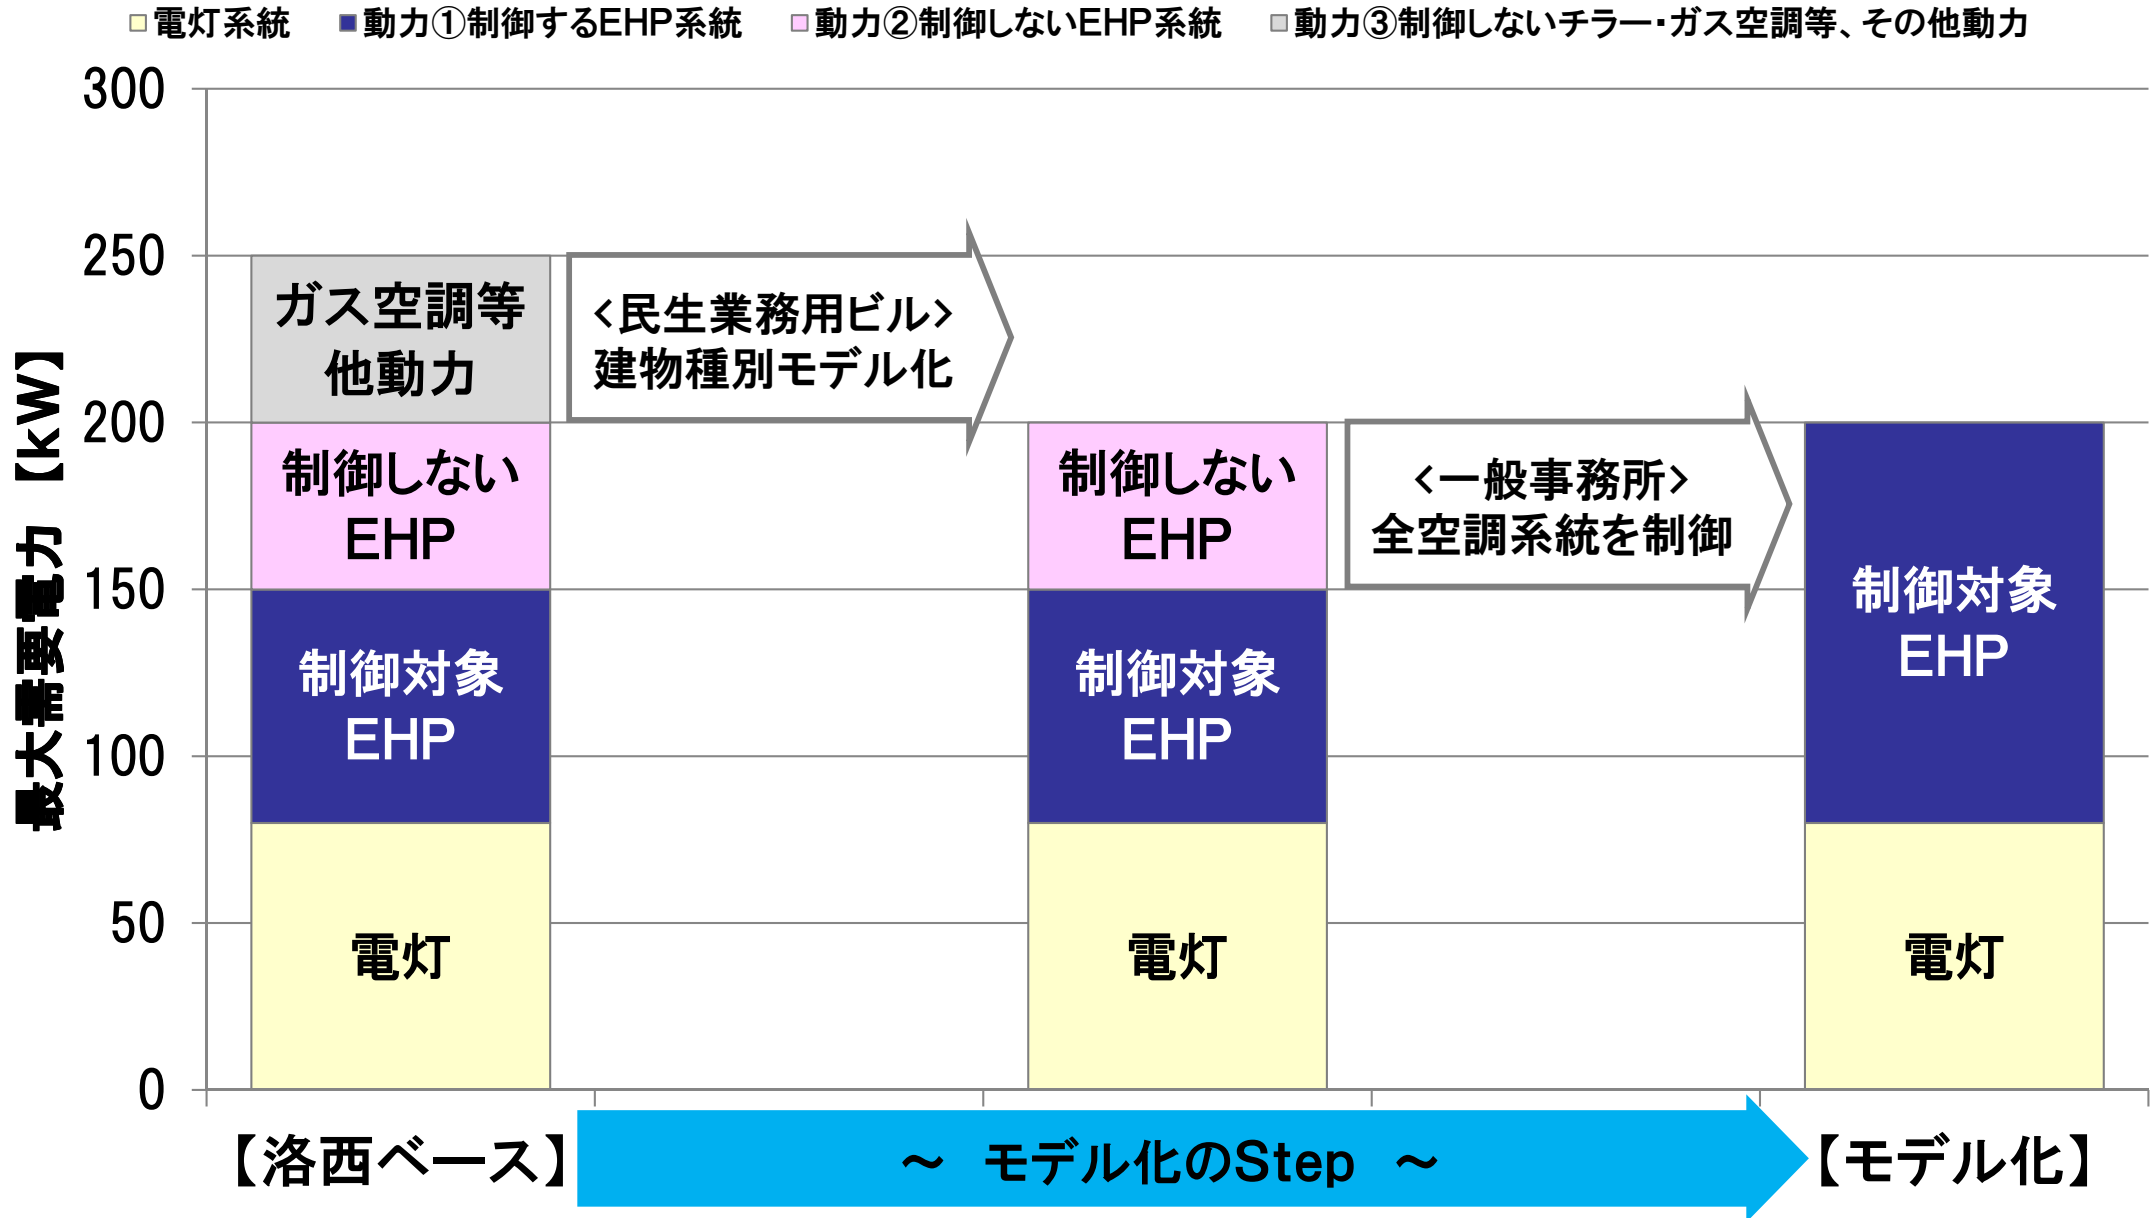 電灯系統 動力①制御するEHP系統 動力②制御しないEHP系統 動力③制御しないチラー・ガス空調等、その他動力
最大需要電力【kW】
300
250
200
150
100
50
0
ガス空調等
他動力
制御しない
EHP
制御対象
EHP
電灯
<民生業務用ビル>
建物種別モデル化
制御しない
EHP
制御対象
EHP
電灯
<一般事務所>
全空調系統を制御
制御対象
EHP
電灯
【洛西ベース】
～ モデル化のStep ～
【モデル化】